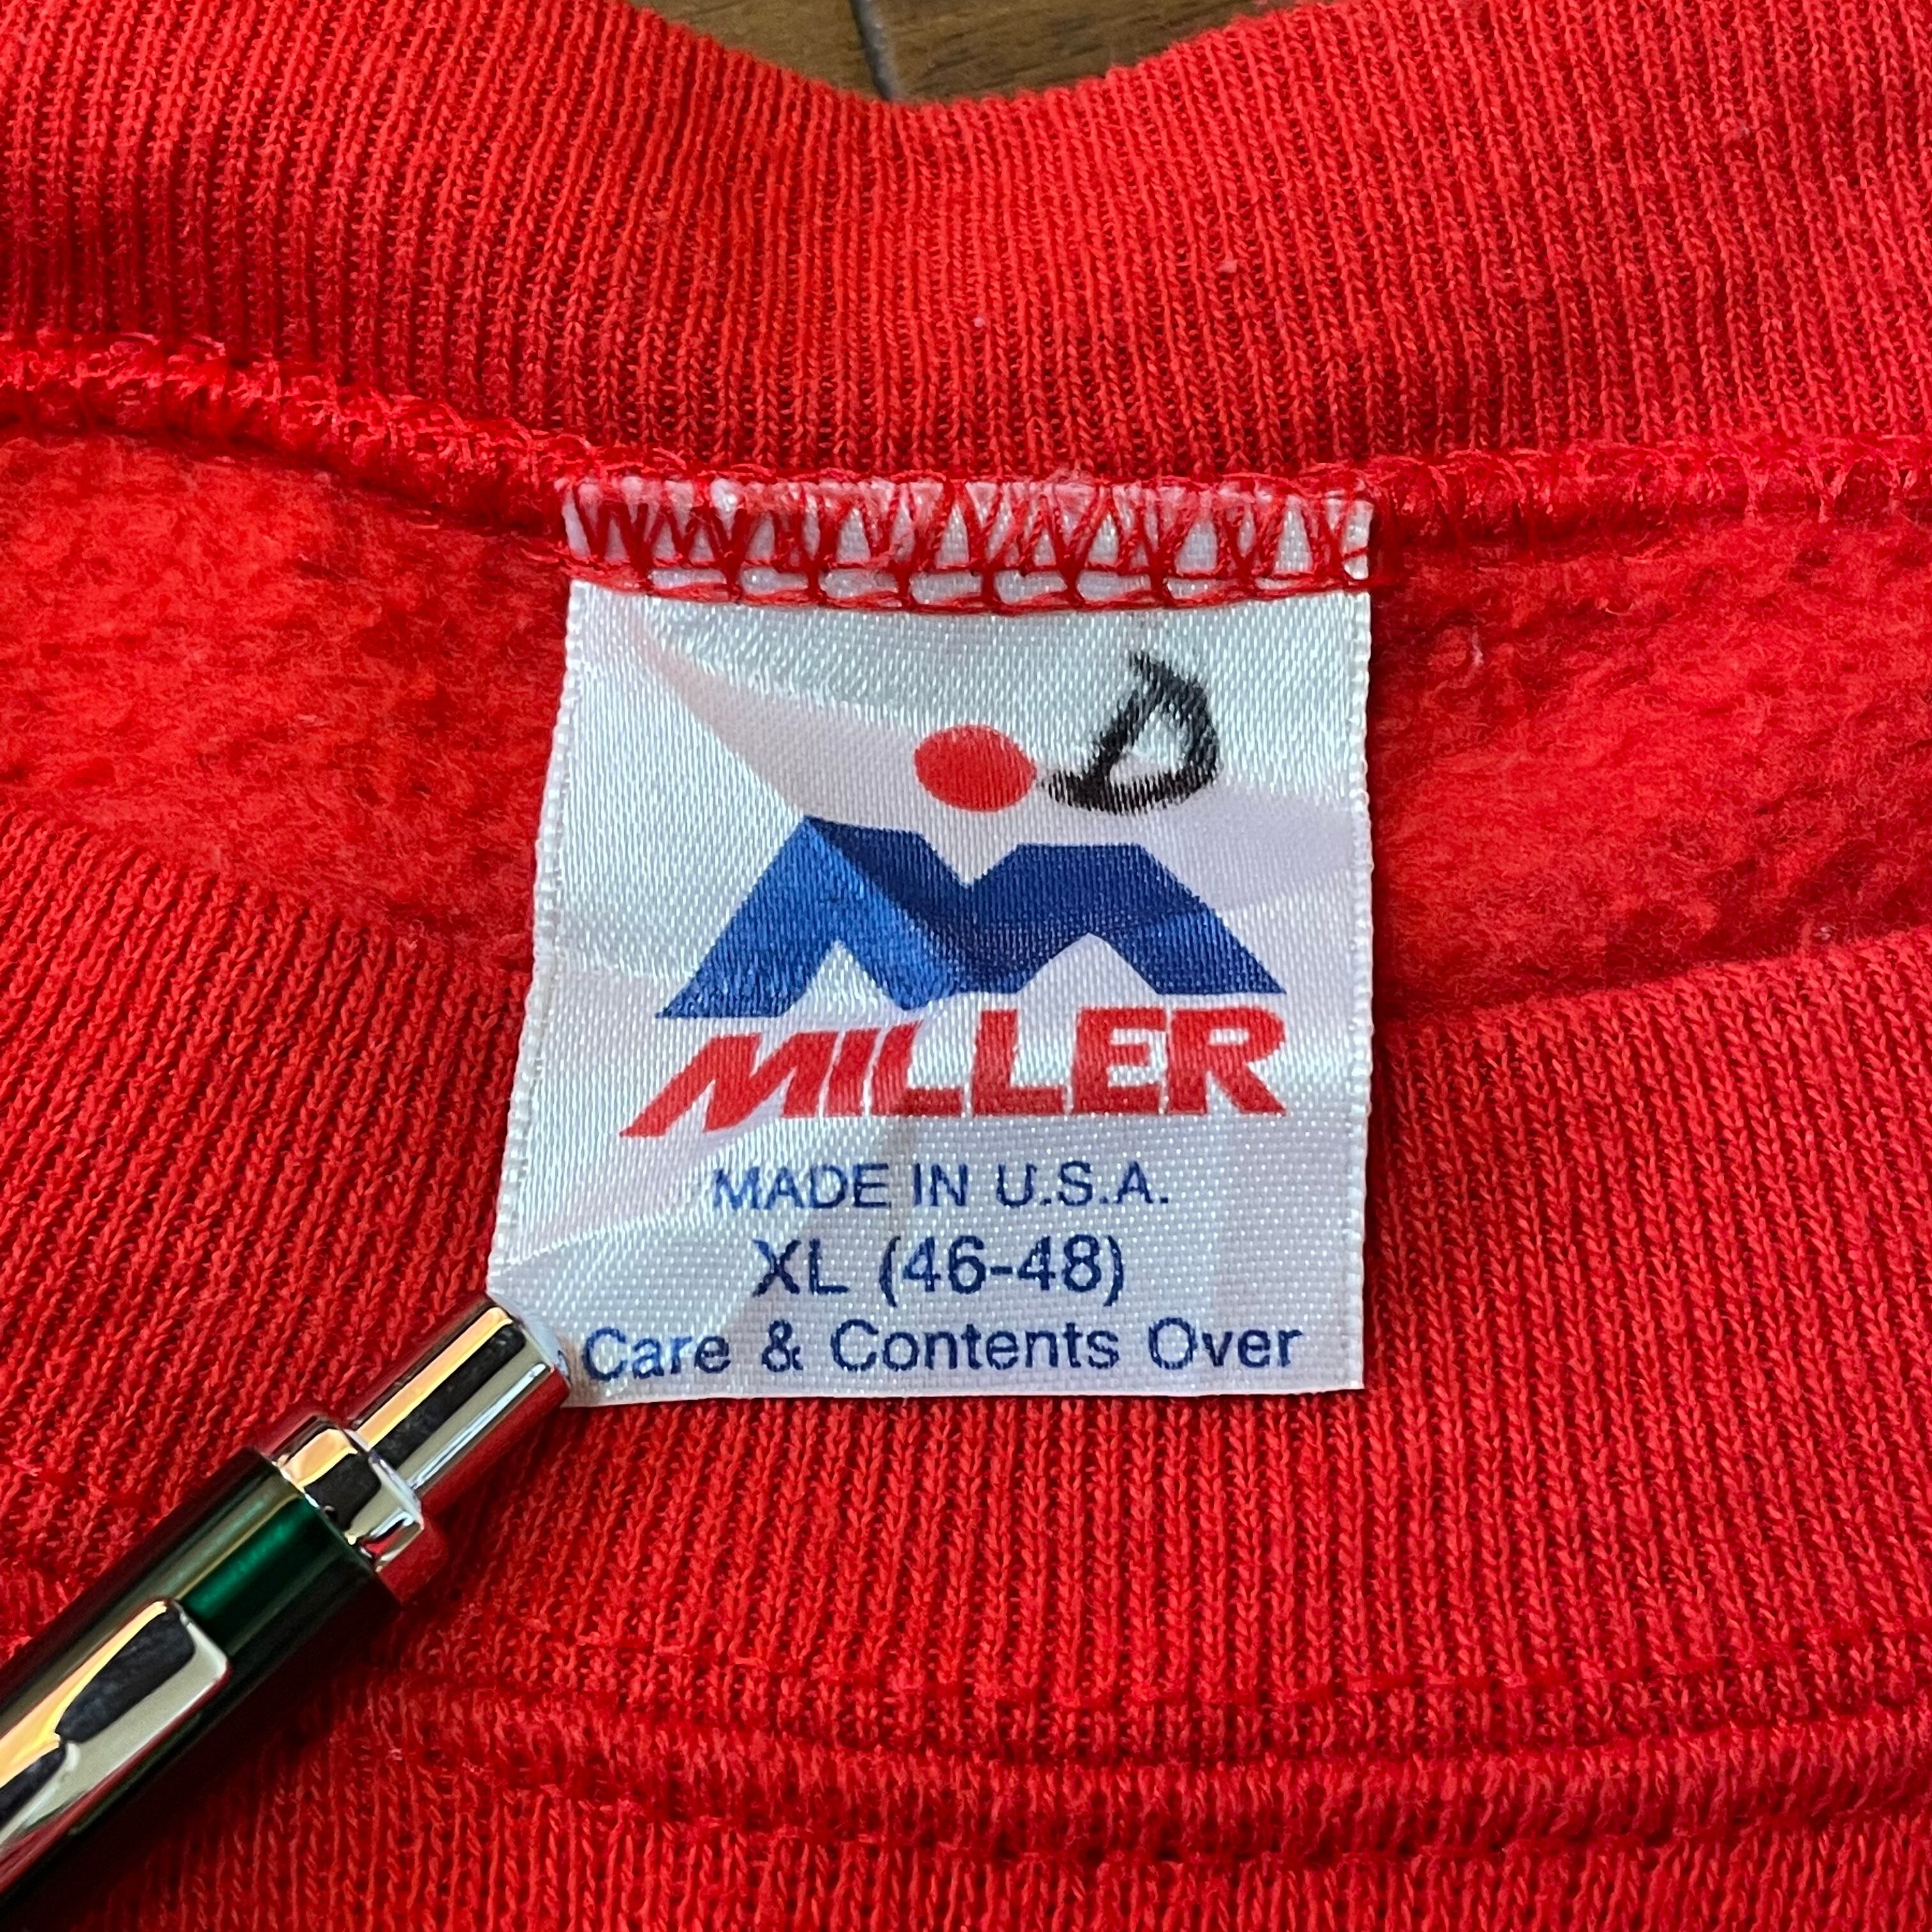 D
MILLER
MADE IN U.S.A.
XL (46-48)
Care & Contents Over